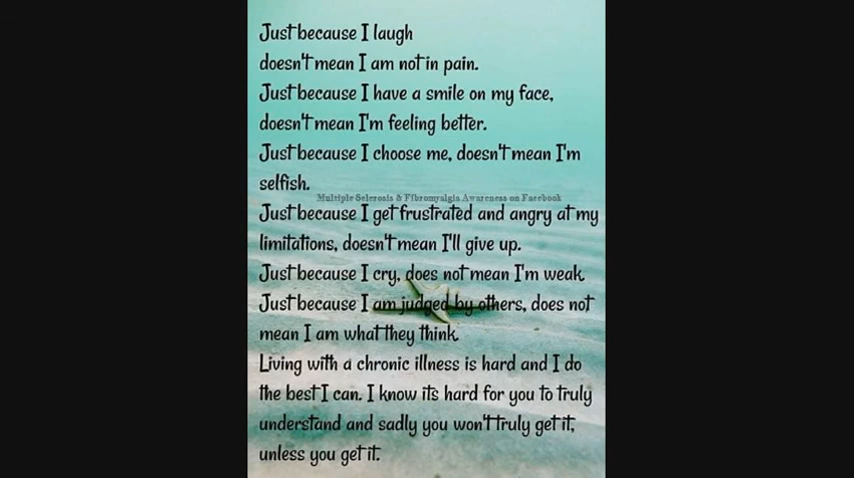 Just because I laugh
doesn't mean I am not in pain.
Just because I have a smile on my face,
doesn't mean I'm feeling better.
Just because I choose me, doesn't mean I'm
selfish.
Multiple Sclerosis & Fibromyalgia Awareness on Facebook
Just because I get frustrated and angry at my
limitations, doesn't mean I'll give up.
Just because I cry, does not mean I'm weak.
Just because I am judged by others, does not
mean I am what they think.
Living with a chronic illness is hard and I do
the best I can. I know its hard for you to truly
understand and sadly you won't truly get it,
unless you get it.